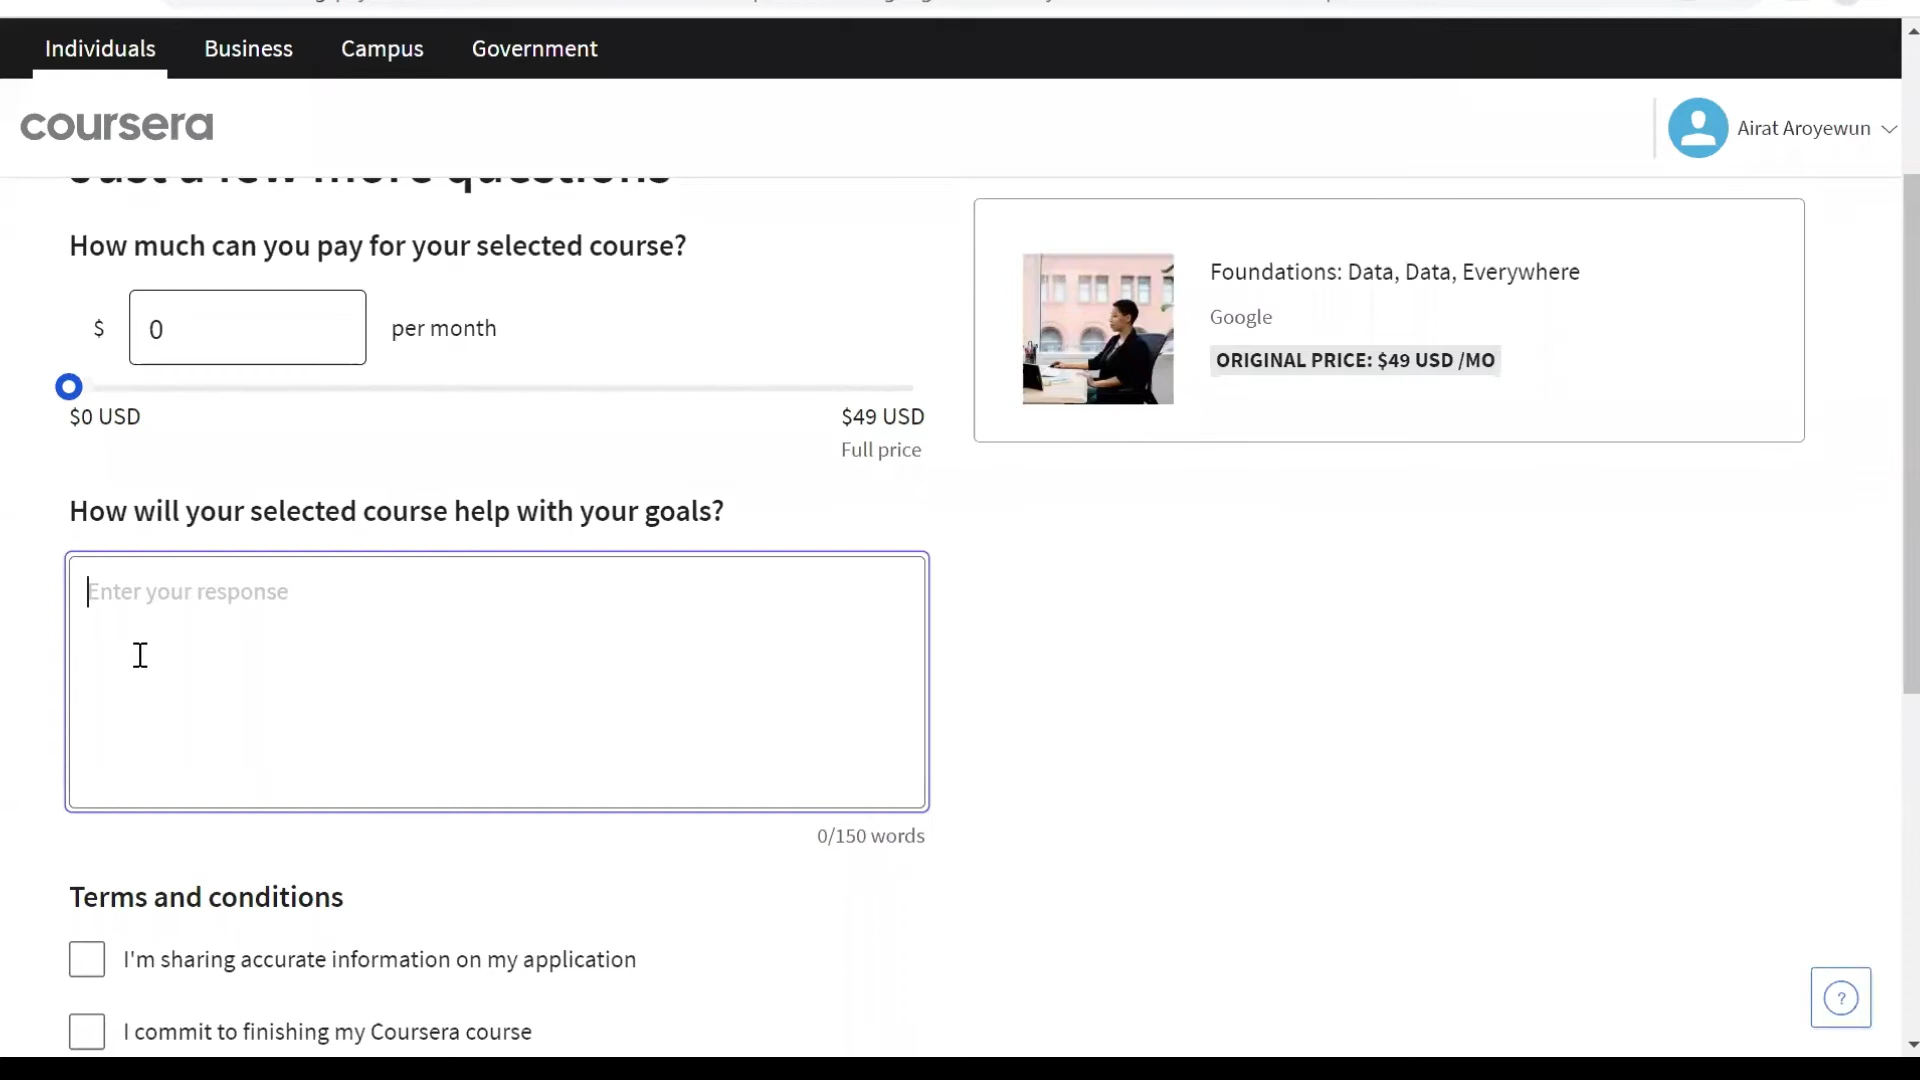 Individuals Business Campus Government
coursera
Airat Aroyewun
Just a few more questions
How much can you pay for your selected course?
$ 0 per month
$0 USD $49 USD
Full price
Foundations: Data, Data, Everywhere
Google
ORIGINAL PRICE: $49 USD /MO
How will your selected course help with your goals?
Enter your response
0/150 words
Terms and conditions
I'm sharing accurate information on my application
I commit to finishing my Coursera course
?